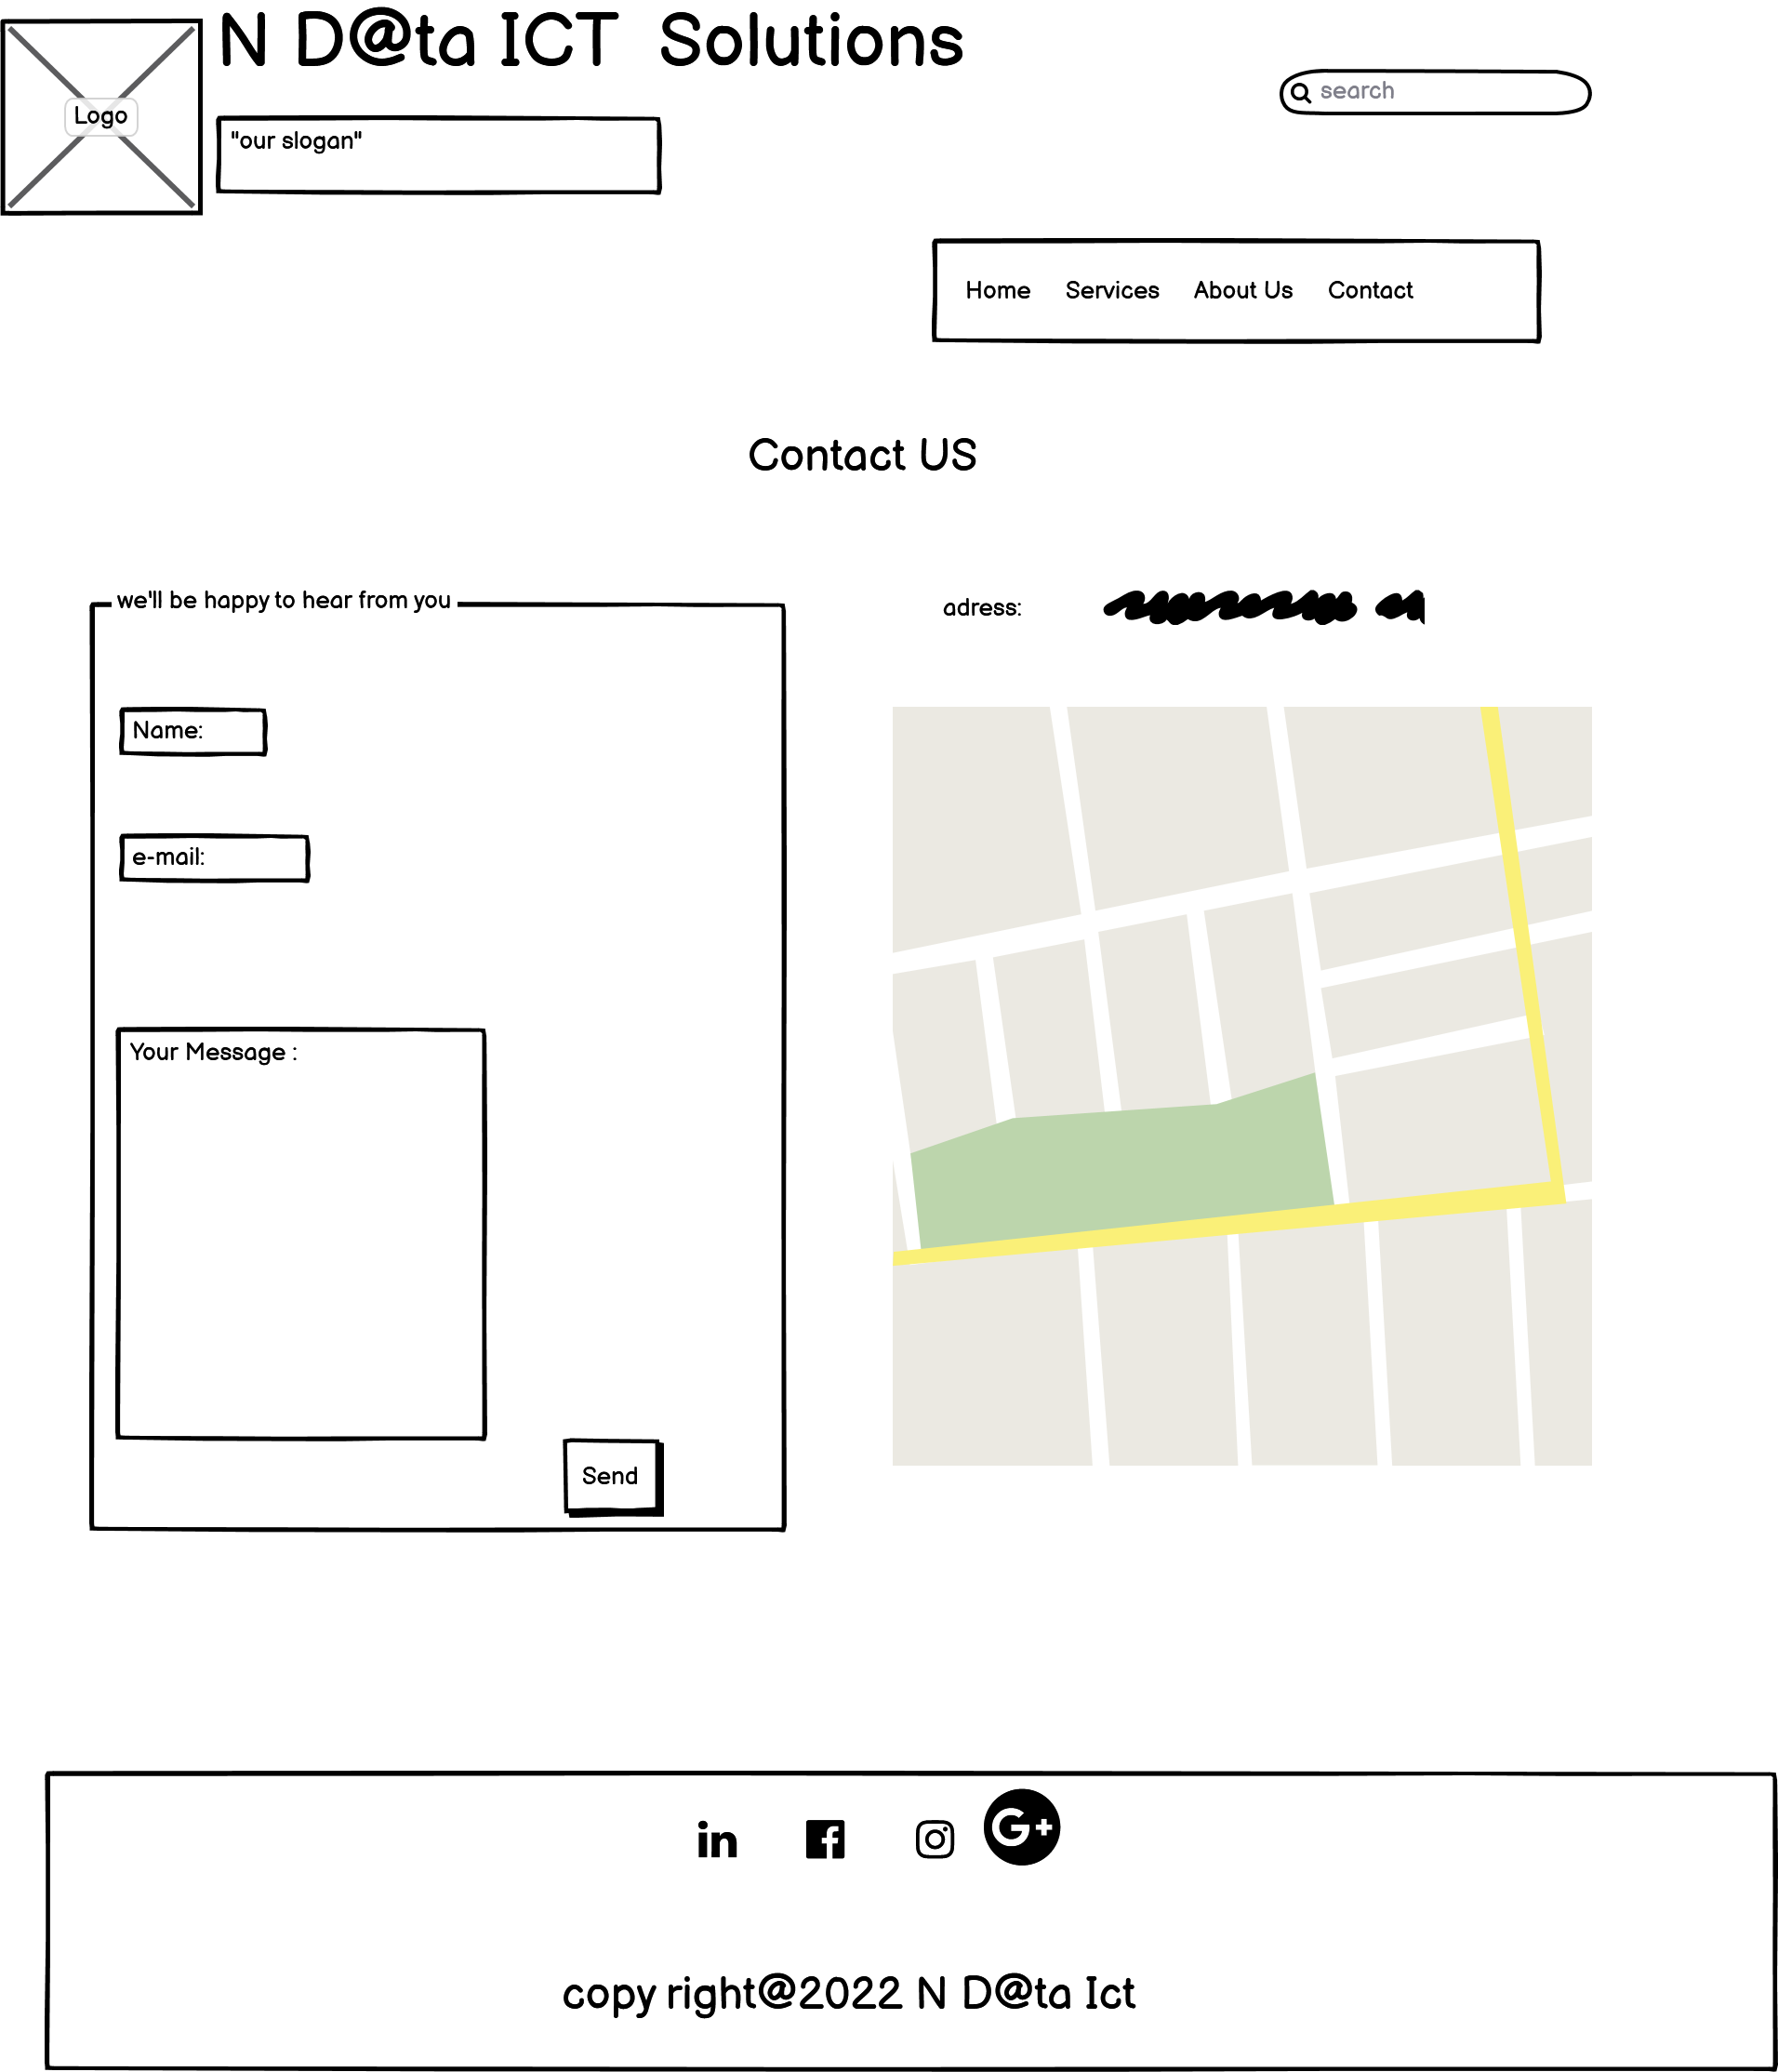 N D@ta ICT Solutions
Logo
"our slogan"
search
Home Services About Us Contact
Contact US
we'll be happy to hear from you
adress:
Name:
e-mail:
Your Message :
Send
in f G+
copy right@2022 N D@ta Ict